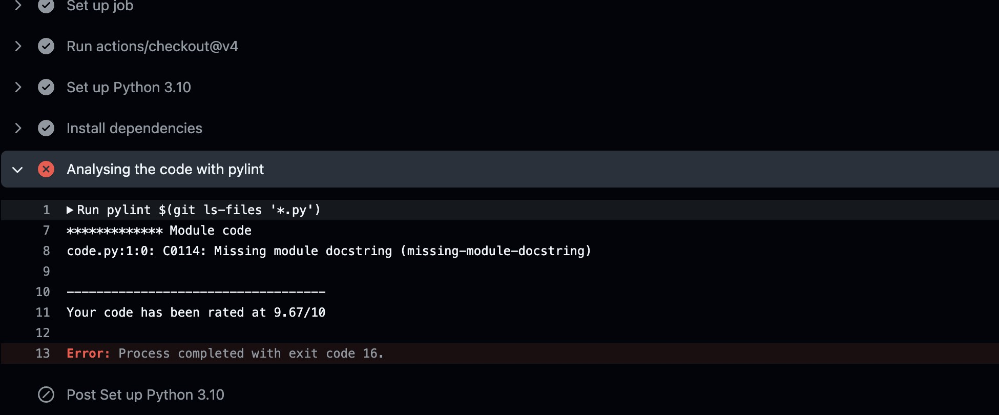 Set up job
Run actions/checkout@v4
Set up Python 3.10
Install dependencies
Analysing the code with pylint
1 ▶Run pylint $(git ls-files '*.py')
7 ************* Module code
8 code.py:1:0: C0114: Missing module docstring (missing-module-docstring)
9
10 -----------------------------------
11 Your code has been rated at 9.67/10
12
13 Error: Process completed with exit code 16.
Post Set up Python 3.10